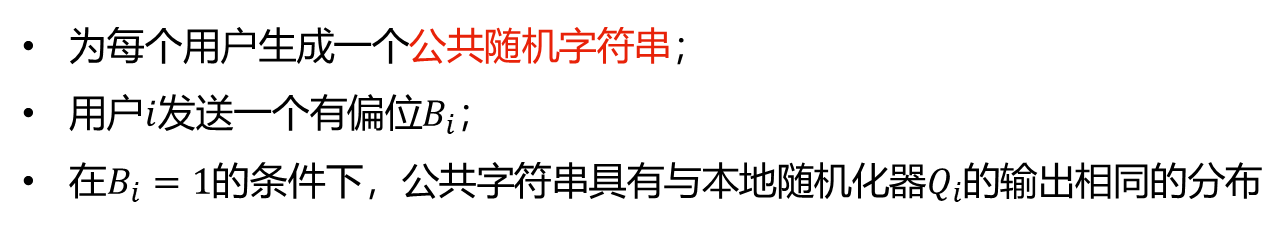 • 为每个用户生成一个公共随机字符串；
• 用户i发送一个有偏位Bᵢ；
• 在Bᵢ = 1的条件下，公共字符串具有与本地随机化器Qᵢ的输出相同的分布